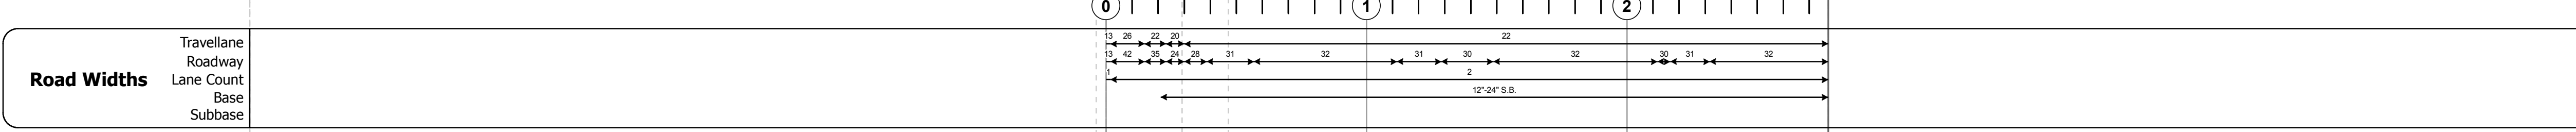 0 1 2
Road Widths
Travellane 13 26 22 20 22
Roadway 13 42 35 24 28 31 32 31 30 32 30 31 32
Lane Count 1 2
Base 12"-24" S.B.
Subbase